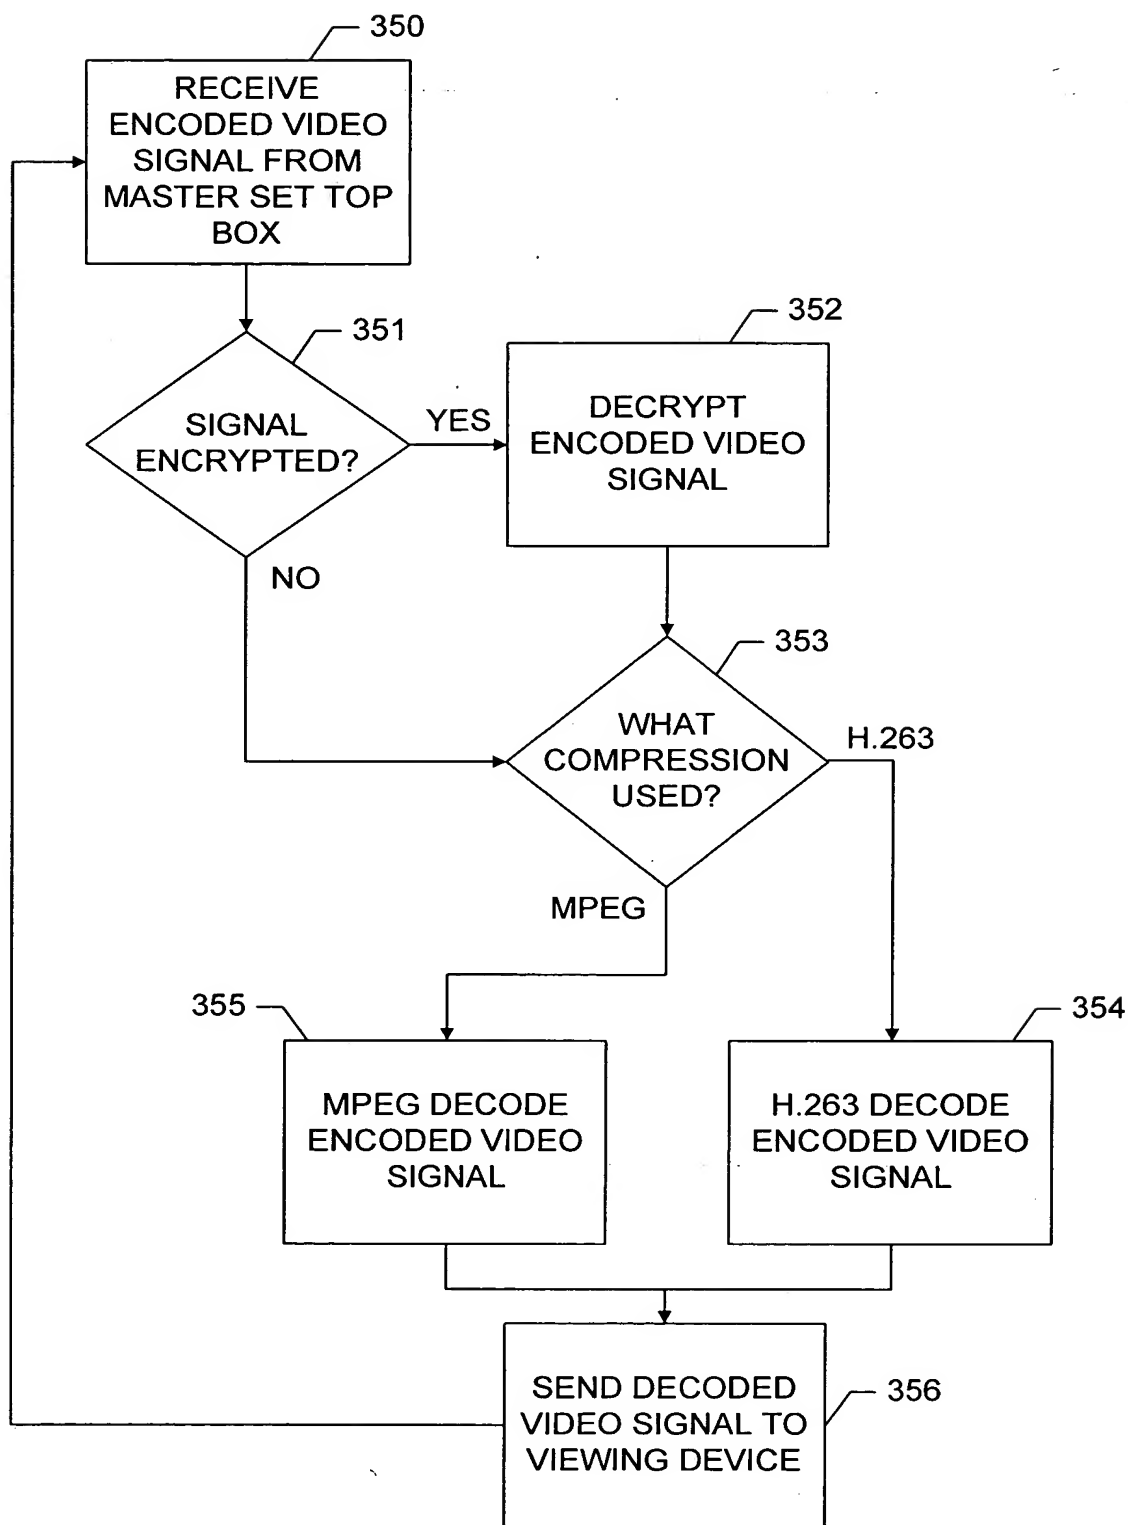 350
RECEIVE
ENCODED VIDEO
SIGNAL FROM
MASTER SET TOP
BOX
351
SIGNAL
ENCRYPTED?
YES
NO
352
DECRYPT
ENCODED VIDEO
SIGNAL
353
WHAT
COMPRESSION
USED?
H.263
MPEG
355
MPEG DECODE
ENCODED VIDEO
SIGNAL
354
H.263 DECODE
ENCODED VIDEO
SIGNAL
356
SEND DECODED
VIDEO SIGNAL TO
VIEWING DEVICE